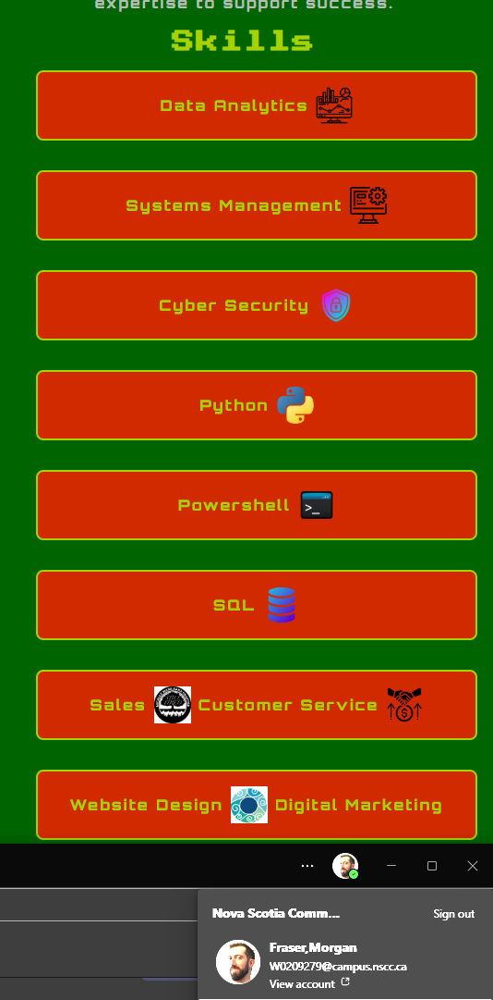 expertise to support success.
Skills
Data Analytics
Systems Management
Cyber Security
Python
Powershell
>_
SQL
Sales Customer Service
$
Website Design Digital Marketing
...
Nova Scotia Comm... Sign out
Fraser,Morgan
W0209279@campus.nscc.ca
View account